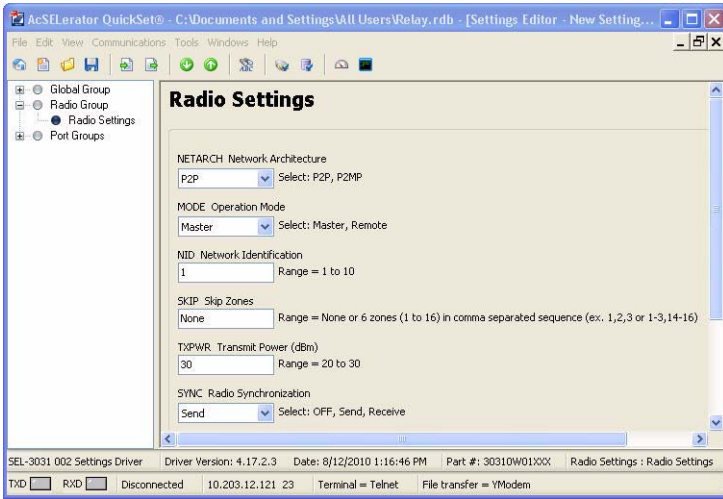 AcSELerator QuickSet® - C:\Documents and Settings\All Users\Relay.rdb - [Settings Editor - New Setting...
File Edit View Communications Tools Windows Help
Global Group
Radio Group
Radio Settings
Port Groups
Radio Settings
NETARCH Network Architecture
P2P Select: P2P, P2MP
MODE Operation Mode
Master Select: Master, Remote
NID Network Identification
1 Range = 1 to 10
SKIP Skip Zones
None Range = None or 6 zones (1 to 16) in comma separated sequence (ex. 1,2,3 or 1-3,14-16)
TXPWR Transmit Power (dBm)
30 Range = 20 to 30
SYNC Radio Synchronization
Send Select: OFF, Send, Receive
SEL-3031 002 Settings Driver Driver Version: 4.17.2.3 Date: 8/12/2010 1:16:46 PM Part #: 30310W01XXX Radio Settings : Radio Settings
TXD RXD Disconnected 10.203.12.121 23 Terminal = Telnet File transfer = YModem